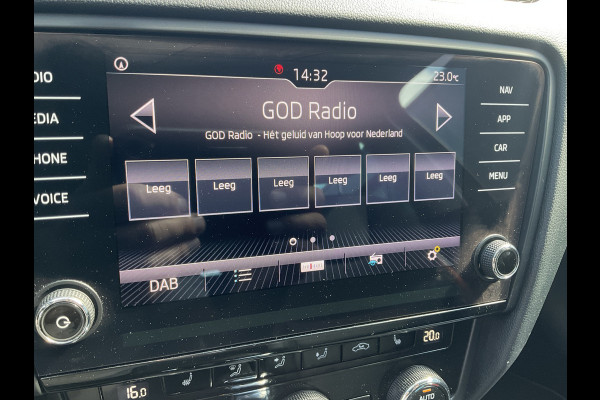 14:32
23.0°C
GOD Radio
GOD Radio - Hét geluid van Hoop voor Nederland
Leeg Leeg Leeg Leeg Leeg Leeg
DAB
DIO
EDIA
HONE
VOICE
NAV
APP
CAR
MENU
16.0
20.0
AUTO